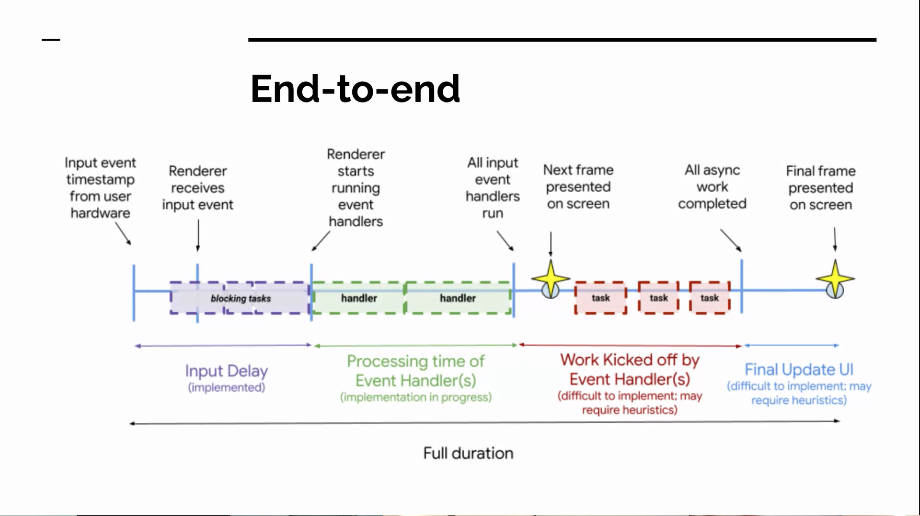 End-to-end
Input event
timestamp
from user
hardware
Renderer
receives
input event
Renderer
starts
running
event
handlers
All input
event
handlers
run
Next frame
presented
on screen
All async
work
completed
Final frame
presented
on screen
blocking tasks
handler
handler
task
task
task
Input Delay
(implemented)
Processing time of
Event Handler(s)
(implementation in progress)
Work Kicked off by
Event Handler(s)
(difficult to implement; may
require heuristics)
Final Update UI
(difficult to implement; may
require heuristics)
Full duration